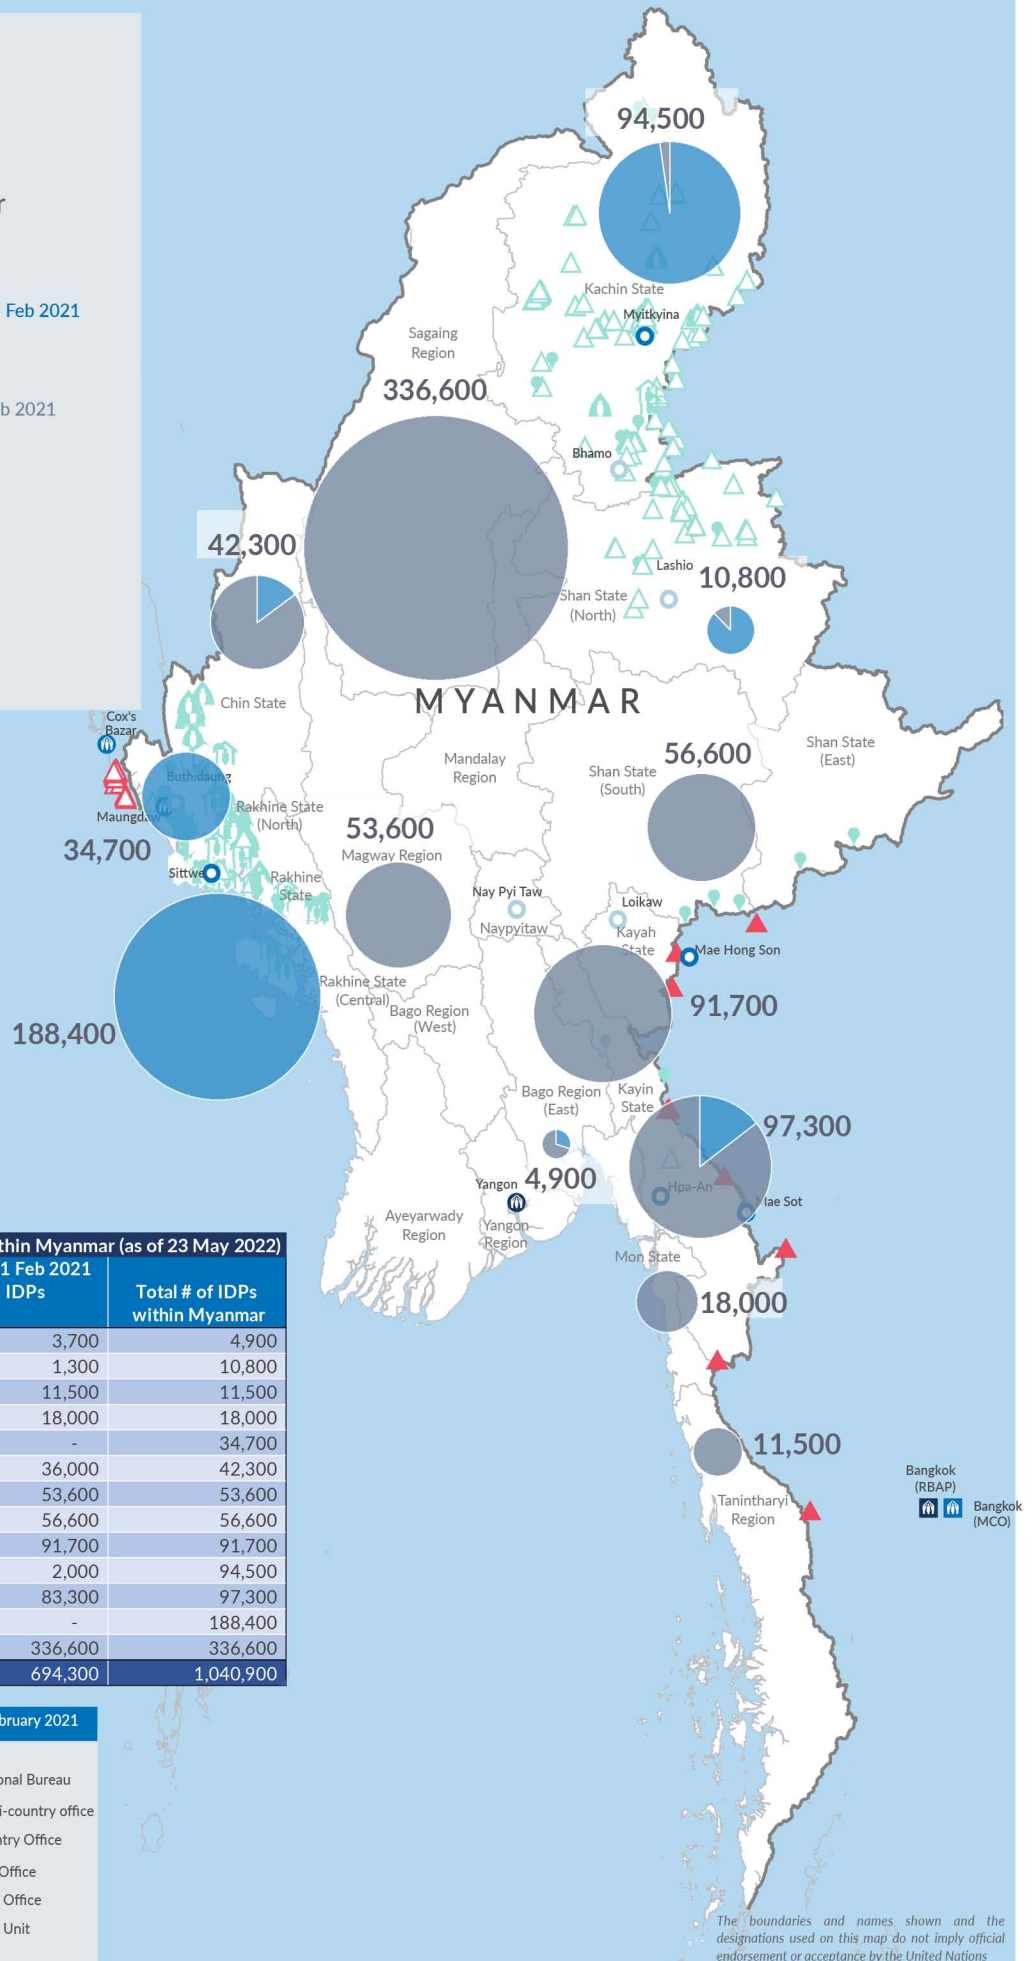 Feb 2021
2021
94,500
Kachin State
Myitkyina
Sagaing
Region
336,600
Bhamo
42,300
Lashio
10,800
Shan State
(North)
MYANMAR
Chin State
Cox's
Bazar
Buthidaung
Maungdaw
34,700
Rakhine State
(North)
Sittwe
Rakhine
State
Mandalay
Region
56,600
Shan State
(South)
Shan State
(East)
53,600
Magway Region
Nay Pyi Taw
Naypyitaw
Loikaw
Kayah
State
Mae Hong Son
91,700
Rakhine State
(Central)
Bago Region
(West)
188,400
Bago Region
(East)
Kayin
State
97,300
4,900
Yangon
Hpa-An
Mae Sot
Ayeyarwady
Region
Yangon
Region
Mon State
18,000
11,500
Tanintharyi
Region
Bangkok
(RBAP)
Bangkok
(MCO)
thin Myanmar (as of 23 May 2022)
1 Feb 2021
IDPs
Total # of IDPs
within Myanmar
3,700 4,900
1,300 10,800
11,500 11,500
18,000 18,000
- 34,700
36,000 42,300
53,600 53,600
56,600 56,600
91,700 91,700
2,000 94,500
83,300 97,300
- 188,400
336,600 336,600
694,300 1,040,900
bruary 2021
onal Bureau
i-country office
ntry Office
Office
Office
Unit
The boundaries and names shown and the
designations used on this map do not imply official
endorsement or acceptance by the United Nations